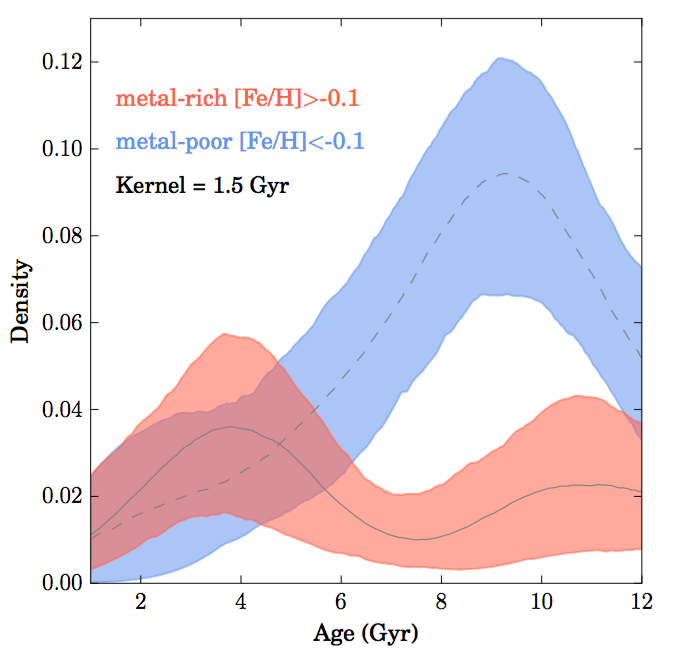 0.12
metal-rich [Fe/H]>-0.1
metal-poor [Fe/H]<-0.1
0.10
Kernel = 1.5 Gyr
0.08
Density
0.06
0.04
0.02
0.00
2 4 6 8 10 12
Age (Gyr)